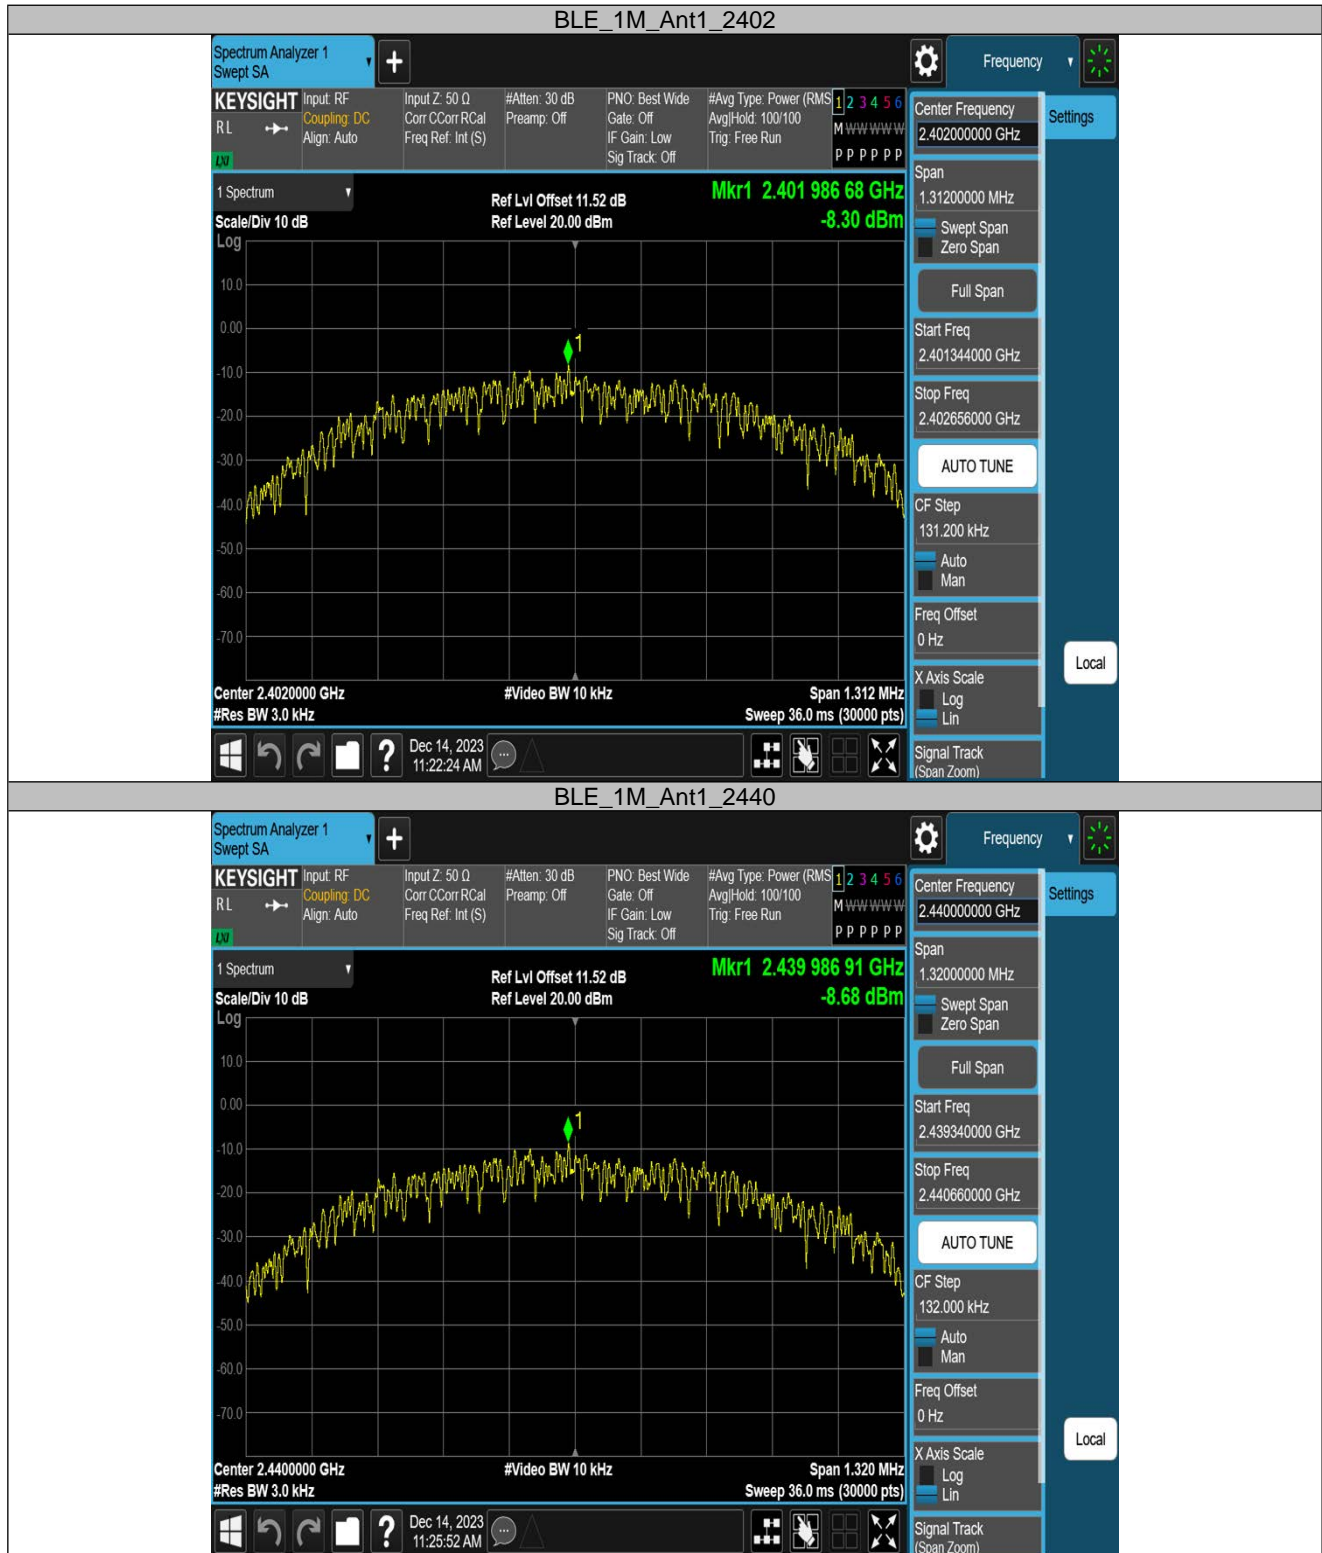 BLE_1M_Ant1_2402
Spectrum Analyzer 1
Swept SA
+
Frequency
KEYSIGHT
RL
LXI
Input: RF
Coupling: DC
Align: Auto
Input Z: 50 Ω
Corr CCorr RCal
Freq Ref: Int (S)
#Atten: 30 dB
Preamp: Off
PNO: Best Wide
Gate: Off
IF Gain: Low
Sig Track: Off
#Avg Type: Power (RMS
Avg|Hold: 100/100
Trig: Free Run
1 2 3 4 5 6
M W W W W W
P P P P P P
1 Spectrum
Scale/Div 10 dB
Log
Ref Lvl Offset 11.52 dB
Ref Level 20.00 dBm
Mkr1 2.401 986 68 GHz
-8.30 dBm
10.0
0.00
-10.0
-20.0
-30.0
-40.0
-50.0
-60.0
-70.0
1
Center 2.4020000 GHz
#Res BW 3.0 kHz
#Video BW 10 kHz
Span 1.312 MHz
Sweep 36.0 ms (30000 pts)
?
Dec 14, 2023
11:22:24 AM
Center Frequency
2.402000000 GHz
Span
1.31200000 MHz
Swept Span
Zero Span
Full Span
Start Freq
2.401344000 GHz
Stop Freq
2.402656000 GHz
AUTO TUNE
CF Step
131.200 kHz
Auto
Man
Freq Offset
0 Hz
X Axis Scale
Log
Lin
Signal Track
(Span Zoom)
Settings
Local
BLE_1M_Ant1_2440
Spectrum Analyzer 1
Swept SA
+
Frequency
KEYSIGHT
RL
LXI
Input: RF
Coupling: DC
Align: Auto
Input Z: 50 Ω
Corr CCorr RCal
Freq Ref: Int (S)
#Atten: 30 dB
Preamp: Off
PNO: Best Wide
Gate: Off
IF Gain: Low
Sig Track: Off
#Avg Type: Power (RMS
Avg|Hold: 100/100
Trig: Free Run
1 2 3 4 5 6
M W W W W W
P P P P P P
1 Spectrum
Scale/Div 10 dB
Log
Ref Lvl Offset 11.52 dB
Ref Level 20.00 dBm
Mkr1 2.439 986 91 GHz
-8.68 dBm
10.0
0.00
-10.0
-20.0
-30.0
-40.0
-50.0
-60.0
-70.0
1
Center 2.4400000 GHz
#Res BW 3.0 kHz
#Video BW 10 kHz
Span 1.320 MHz
Sweep 36.0 ms (30000 pts)
?
Dec 14, 2023
11:25:52 AM
Center Frequency
2.440000000 GHz
Span
1.32000000 MHz
Swept Span
Zero Span
Full Span
Start Freq
2.439340000 GHz
Stop Freq
2.440660000 GHz
AUTO TUNE
CF Step
132.000 kHz
Auto
Man
Freq Offset
0 Hz
X Axis Scale
Log
Lin
Signal Track
(Span Zoom)
Settings
Local